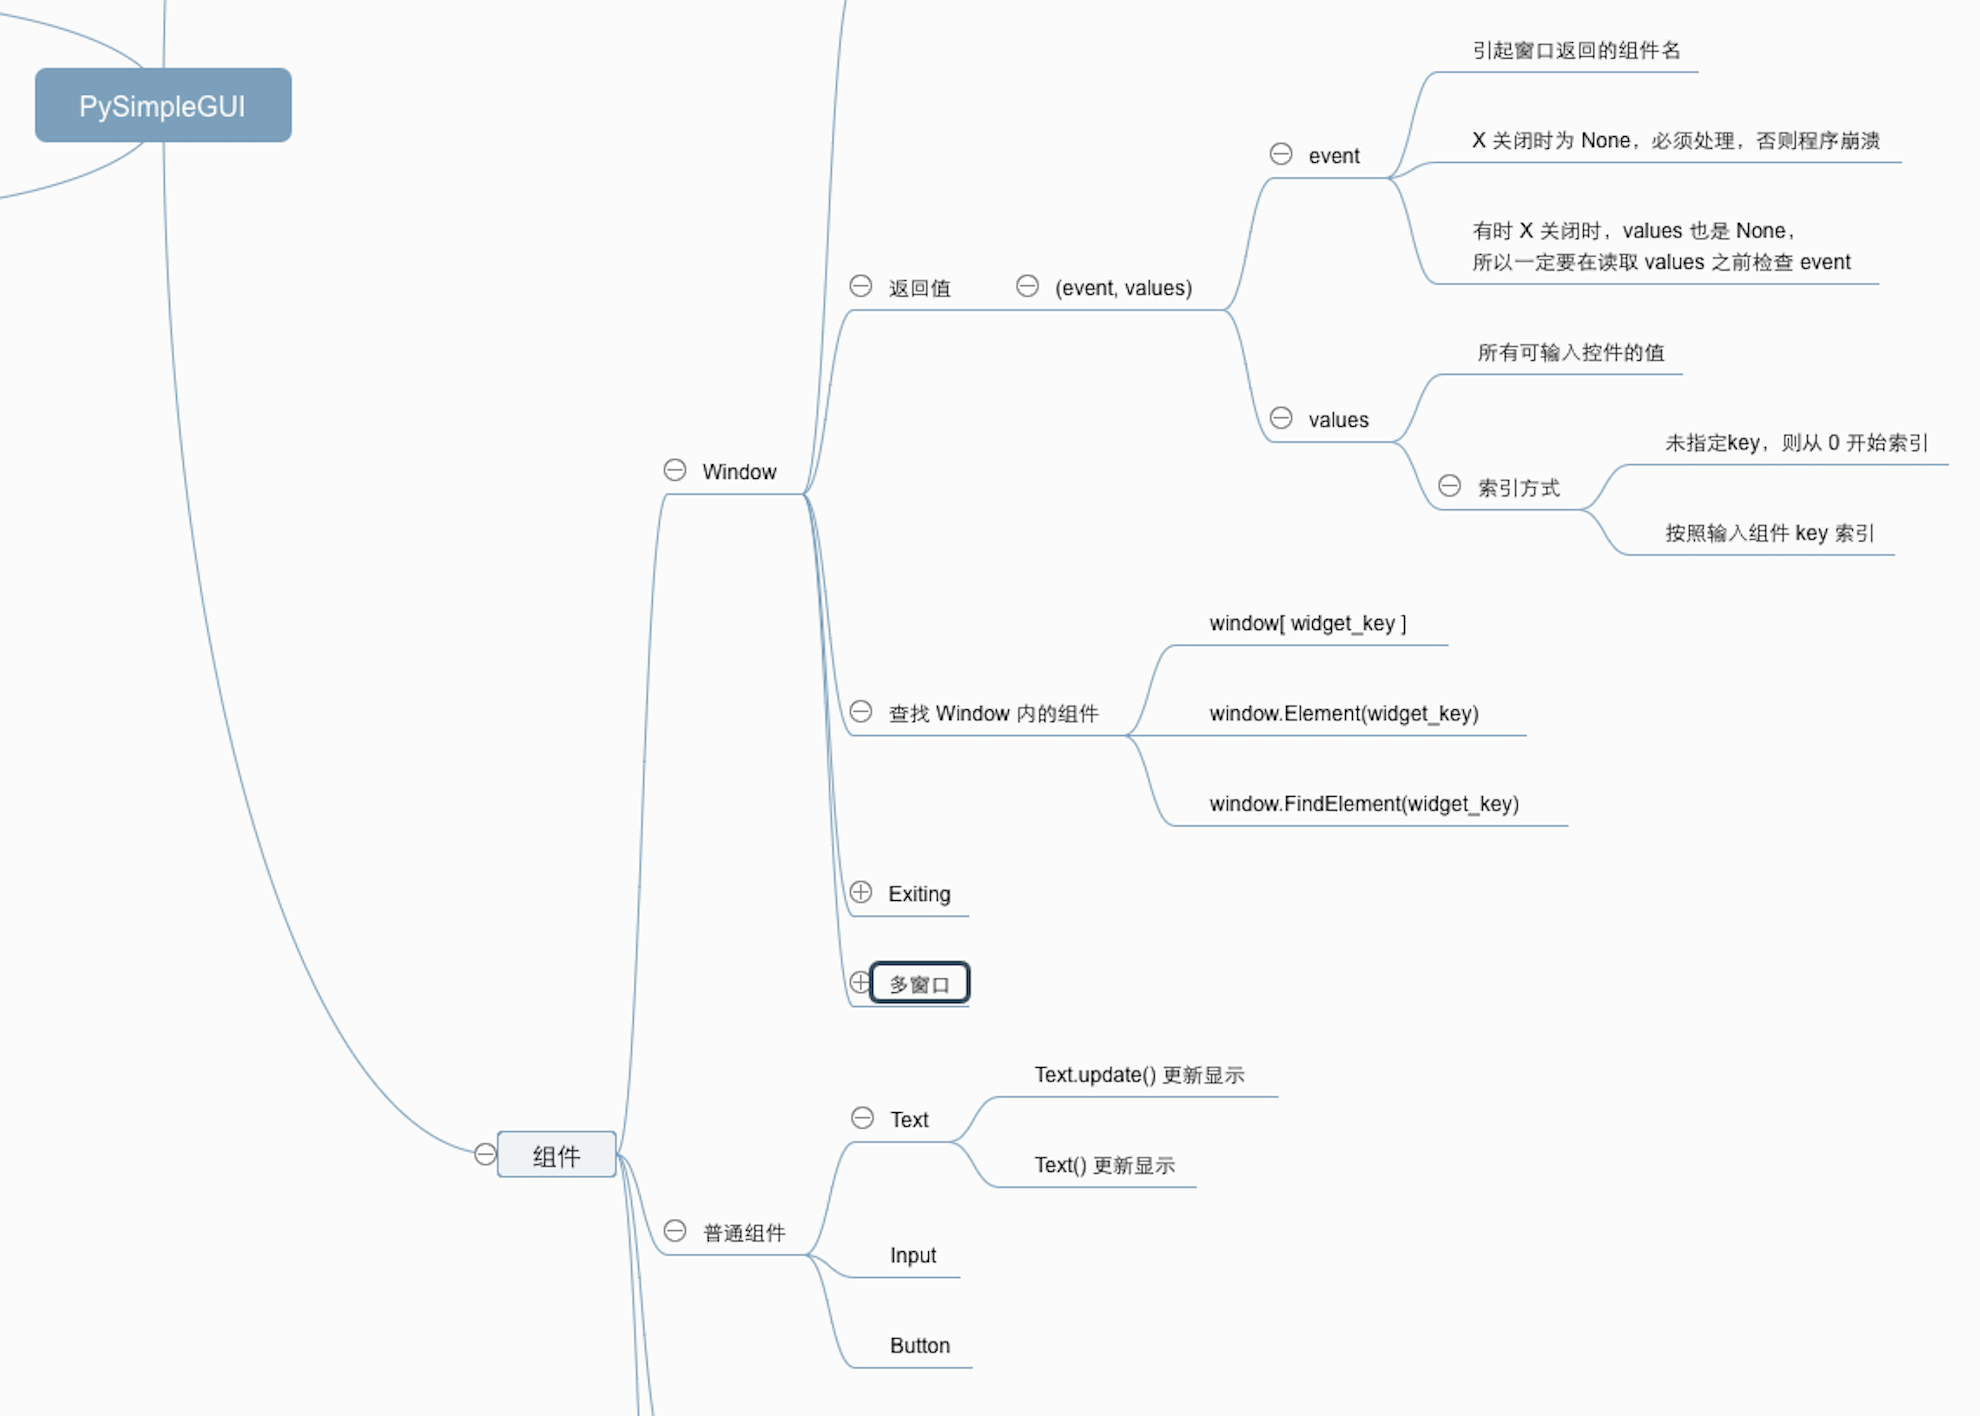 PySimpleGUI
组件
Window
返回值
(event, values)
event
引起窗口返回的组件名
X 关闭时为 None，必须处理，否则程序崩溃
有时 X 关闭时，values 也是 None，
所以一定要在读取 values 之前检查 event
values
所有可输入控件的值
索引方式
未指定key，则从 0 开始索引
按照输入组件 key 索引
查找 Window 内的组件
window[ widget_key ]
window.Element(widget_key)
window.FindElement(widget_key)
Exiting
多窗口
普通组件
Text
Text.update() 更新显示
Text() 更新显示
Input
Button